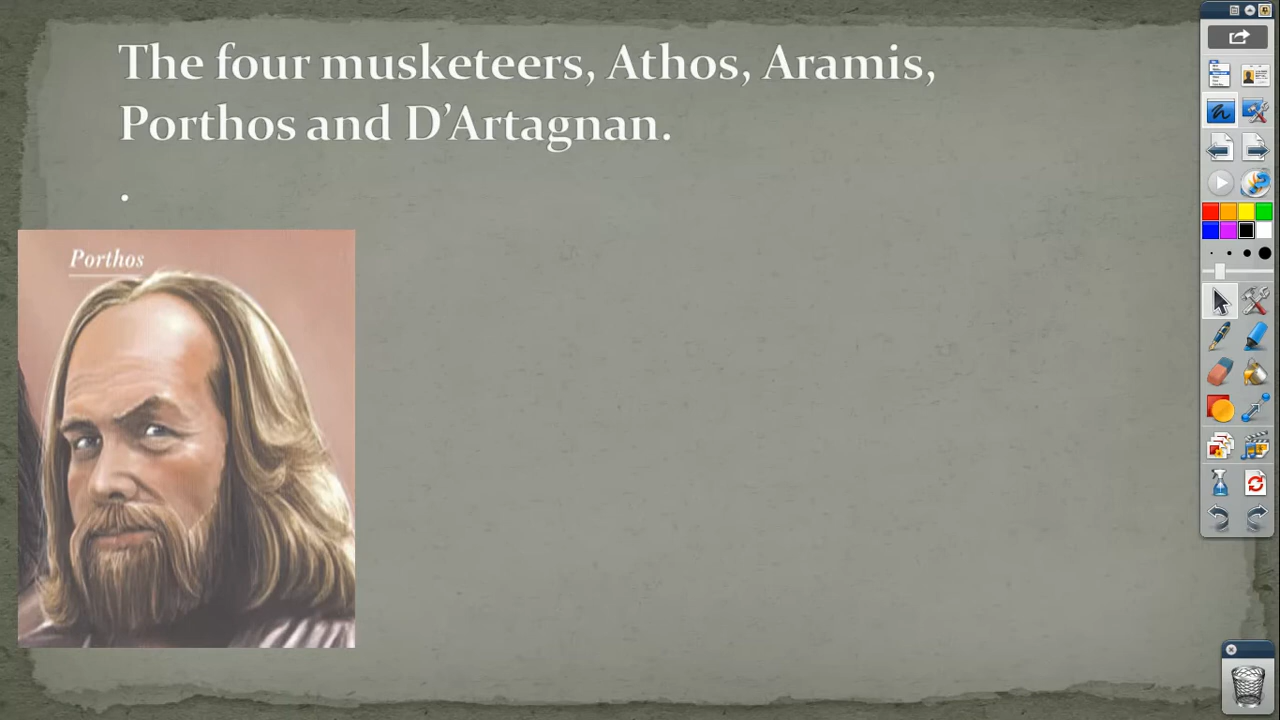 The four musketeers, Athos, Aramis,
Porthos and D’Artagnan.
.
Porthos